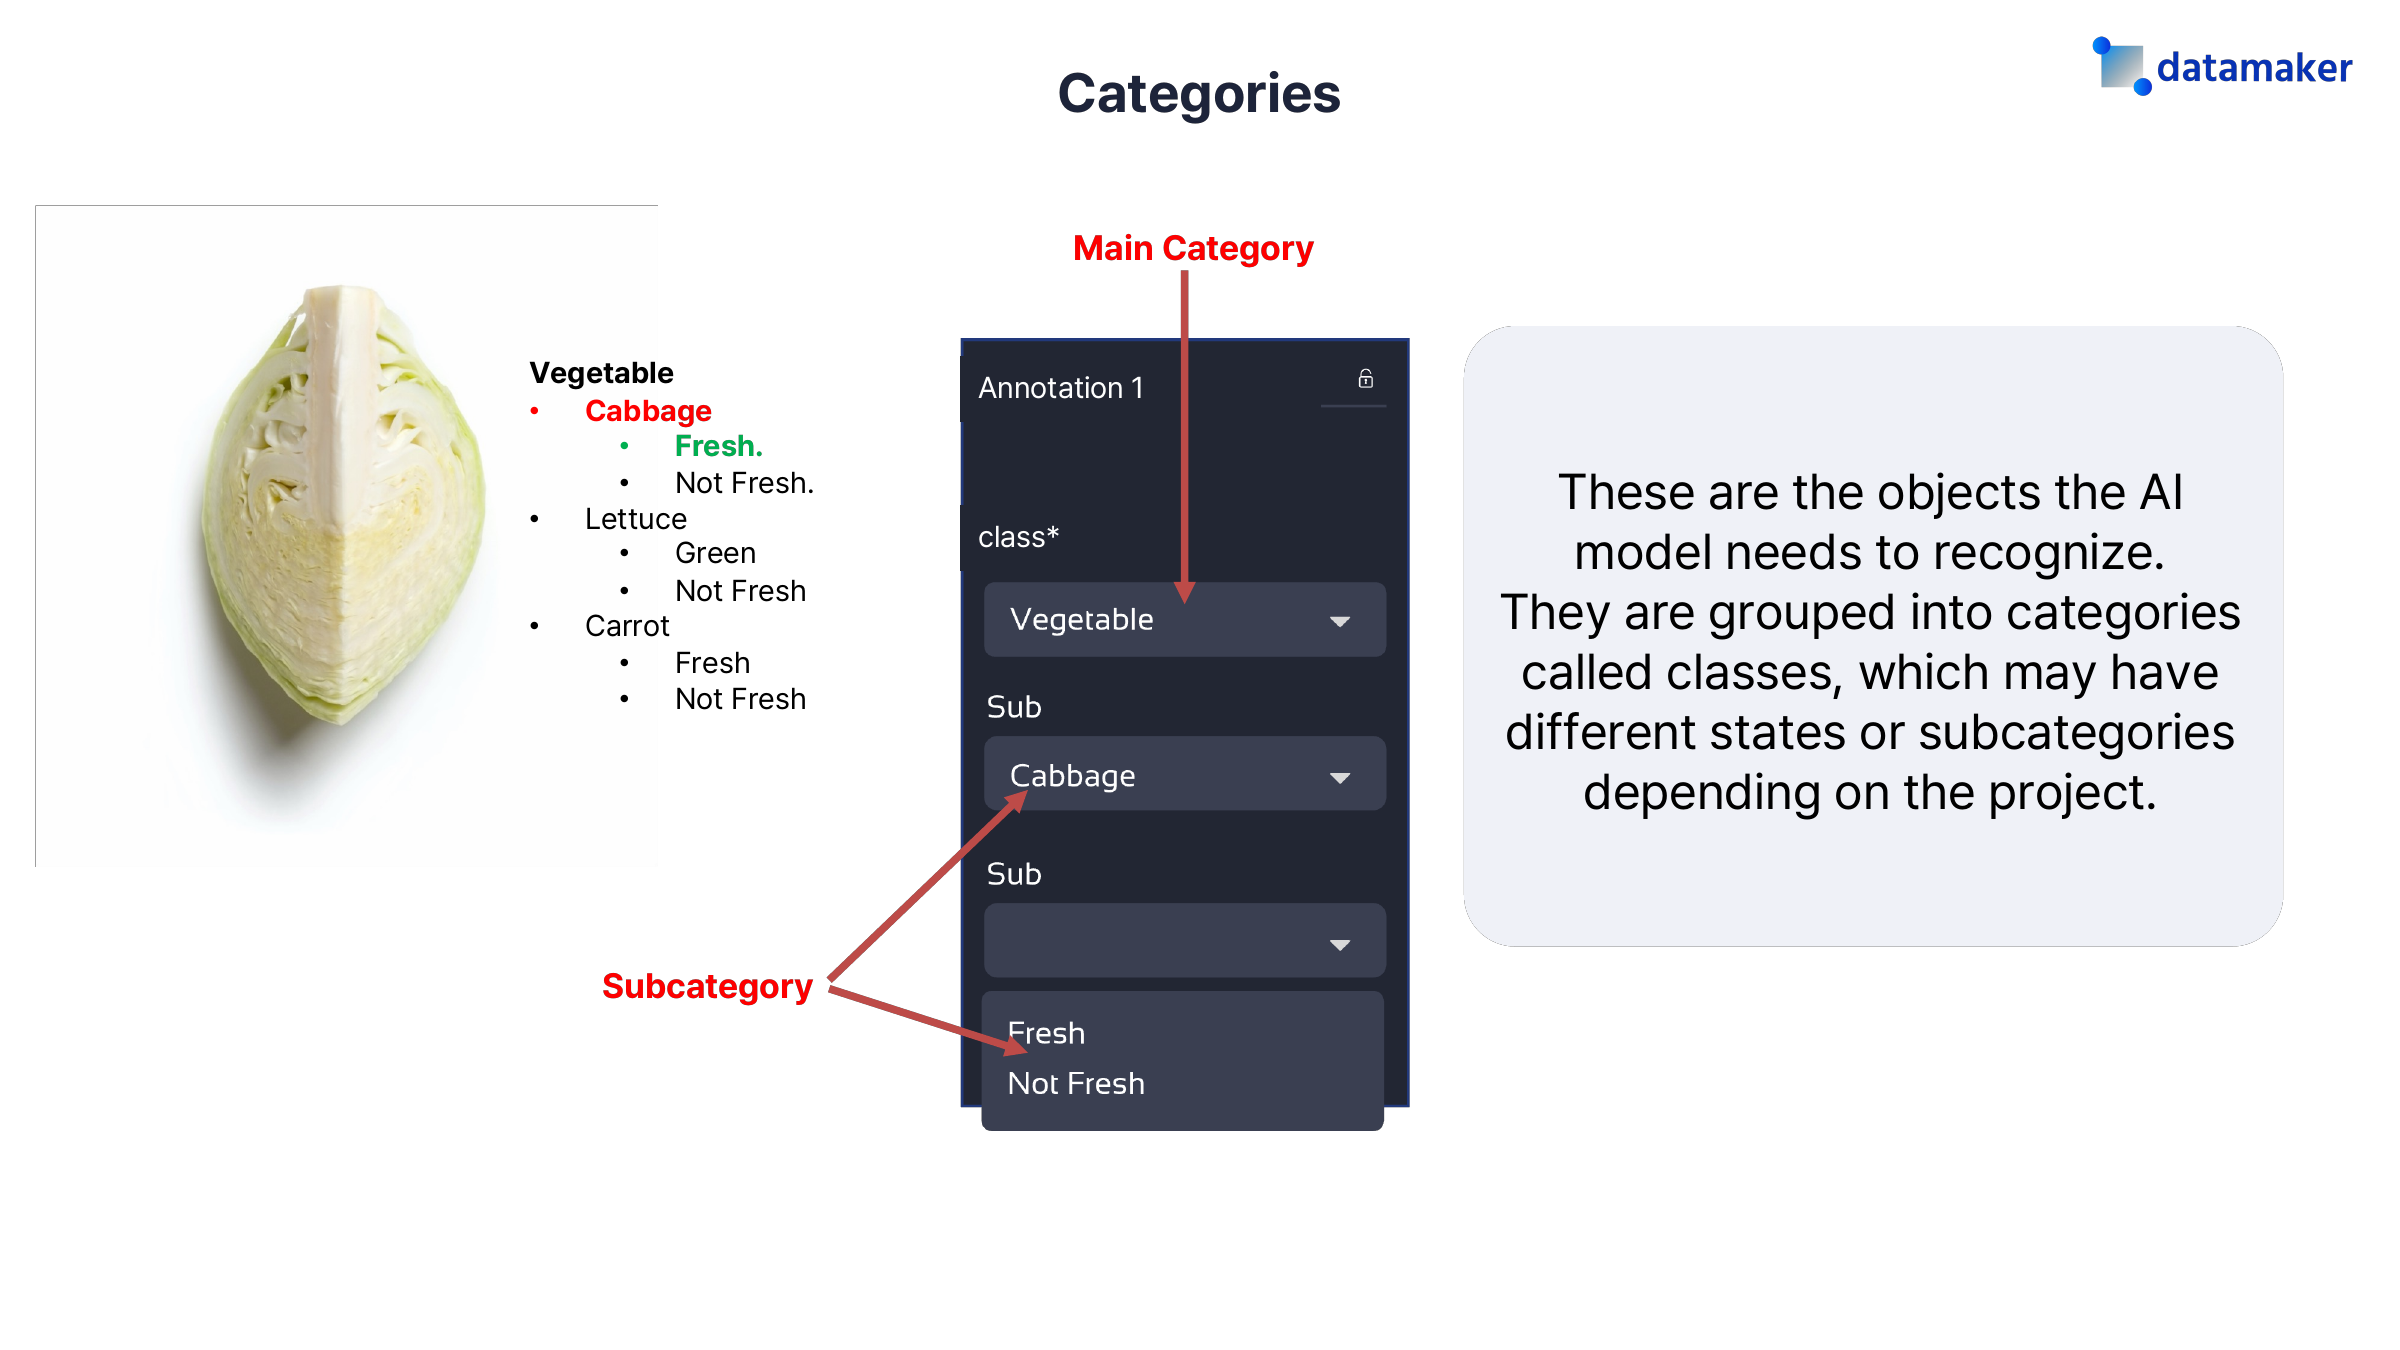 Categories
datamaker
Vegetable
• Cabbage
• Fresh.
• Not Fresh.
• Lettuce
• Green
• Not Fresh
• Carrot
• Fresh
• Not Fresh
Main Category
Annotation 1
class*
Vegetable
Sub
Cabbage
Sub
Subcategory
Fresh
Not Fresh
These are the objects the AI
model needs to recognize.
They are grouped into categories
called classes, which may have
different states or subcategories
depending on the project.